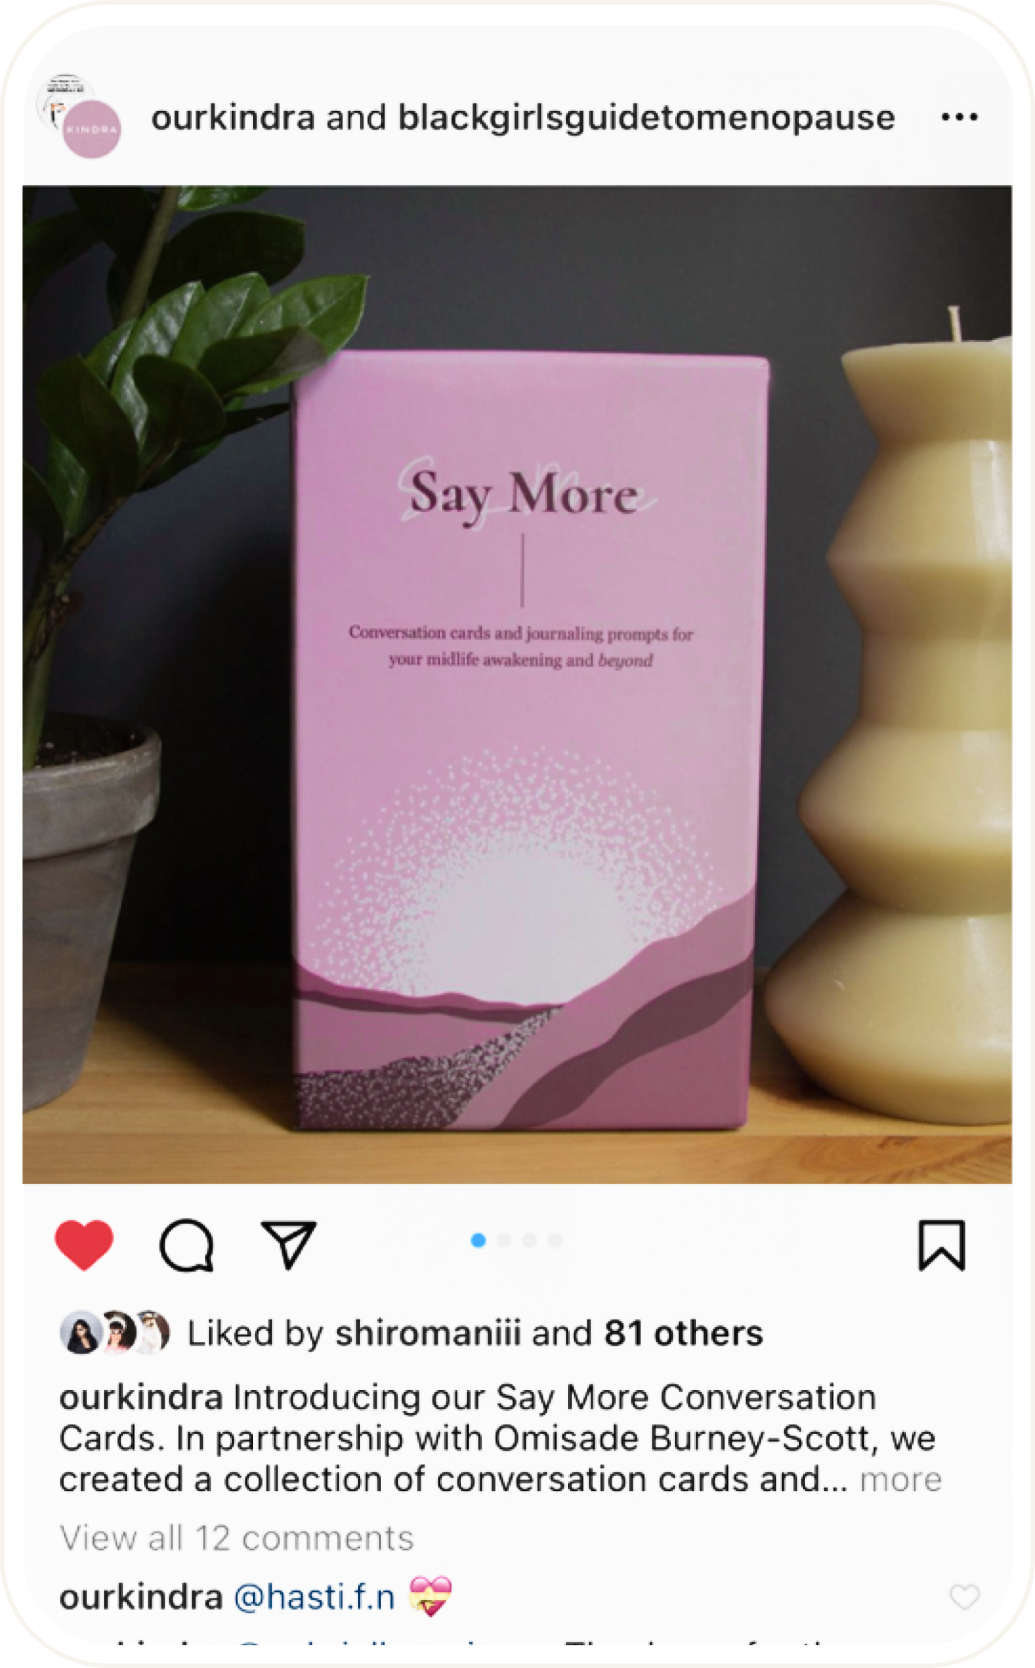 KINDRA
ourkindra and blackgirlsguidetomenopause
Say More
Conversation cards and journaling prompts for
your midlife awakening and beyond
Liked by shiromaniii and 81 others
ourkindra Introducing our Say More Conversation
Cards. In partnership with Omisade Burney-Scott, we
created a collection of conversation cards and... more
View all 12 comments
ourkindra @hasti.f.n 💝